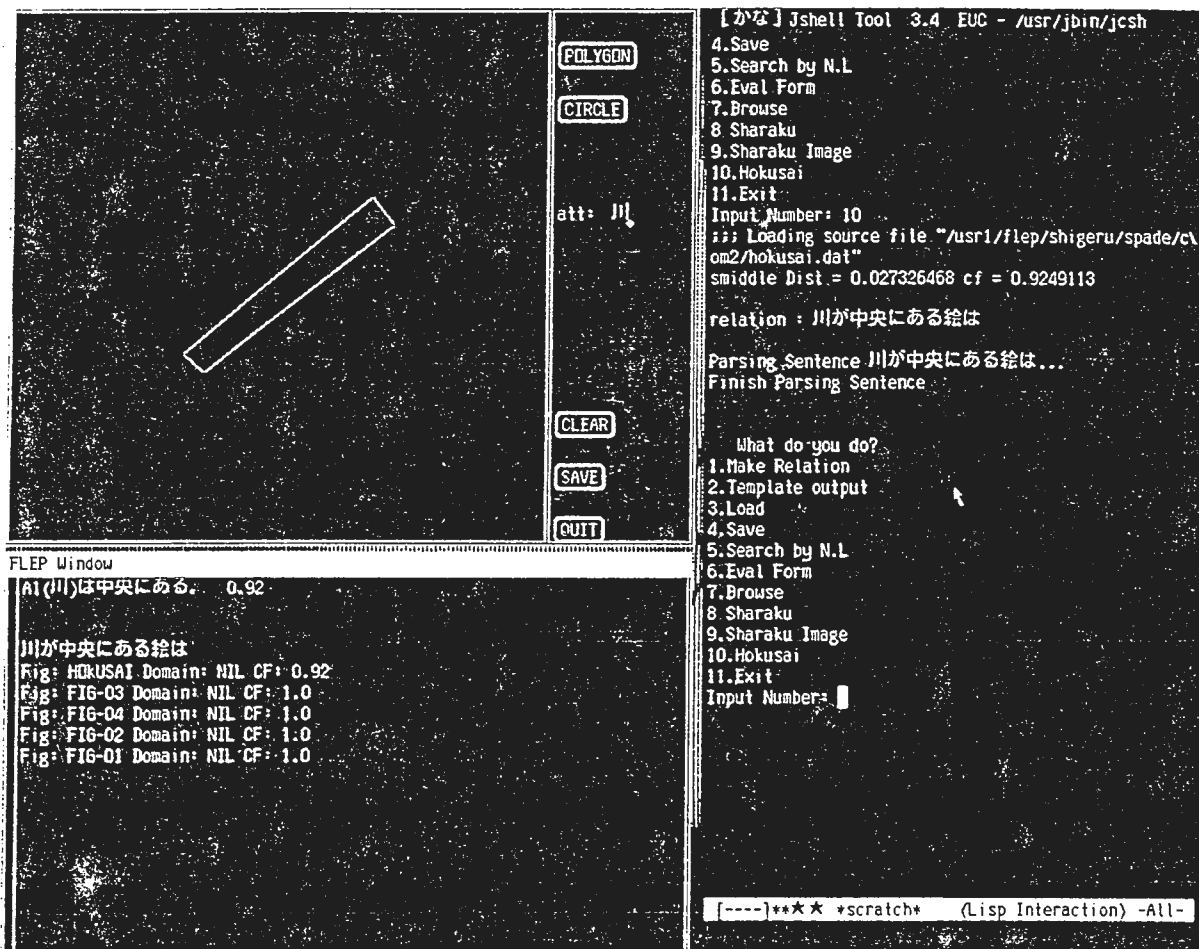 POLYGON
CIRCLE
att: 川
CLEAR
SAVE
QUIT
FLEP Window
A1(川)は中央にある. 0.92
川が中央にある絵は
Fig: HOKUSAI Domain: NIL CF: 0.92
Fig: FIG-03 Domain: NIL CF: 1.0
Fig: FIG-04 Domain: NIL CF: 1.0
Fig: FIG-02 Domain: NIL CF: 1.0
Fig: FIG-01 Domain: NIL CF: 1.0
[かな] Jshell Tool 3.4 EUC - /usr/jbin/jcsh
4.Save
5.Search by N.L
6.Eval Form
7.Browse
8 Sharaku
9.Sharaku Image
10.Hokusai
11.Exit
Input Number: 10
;;; Loading source file "/usr1/flep/shigeru/spade/c\
om2/hokusai.dat"
smiddle Dist = 0.027326468 cf = 0.9249113
relation : 川が中央にある絵は
Parsing Sentence 川が中央にある絵は...
Finish Parsing Sentence
What do you do?
1.Make Relation
2.Template output
3.Load
4.Save
5.Search by N.L
6.Eval Form
7.Browse
8 Sharaku
9.Sharaku Image
10.Hokusai
11.Exit
Input Number:
[----]**★★ *scratch* (Lisp Interaction) -All-